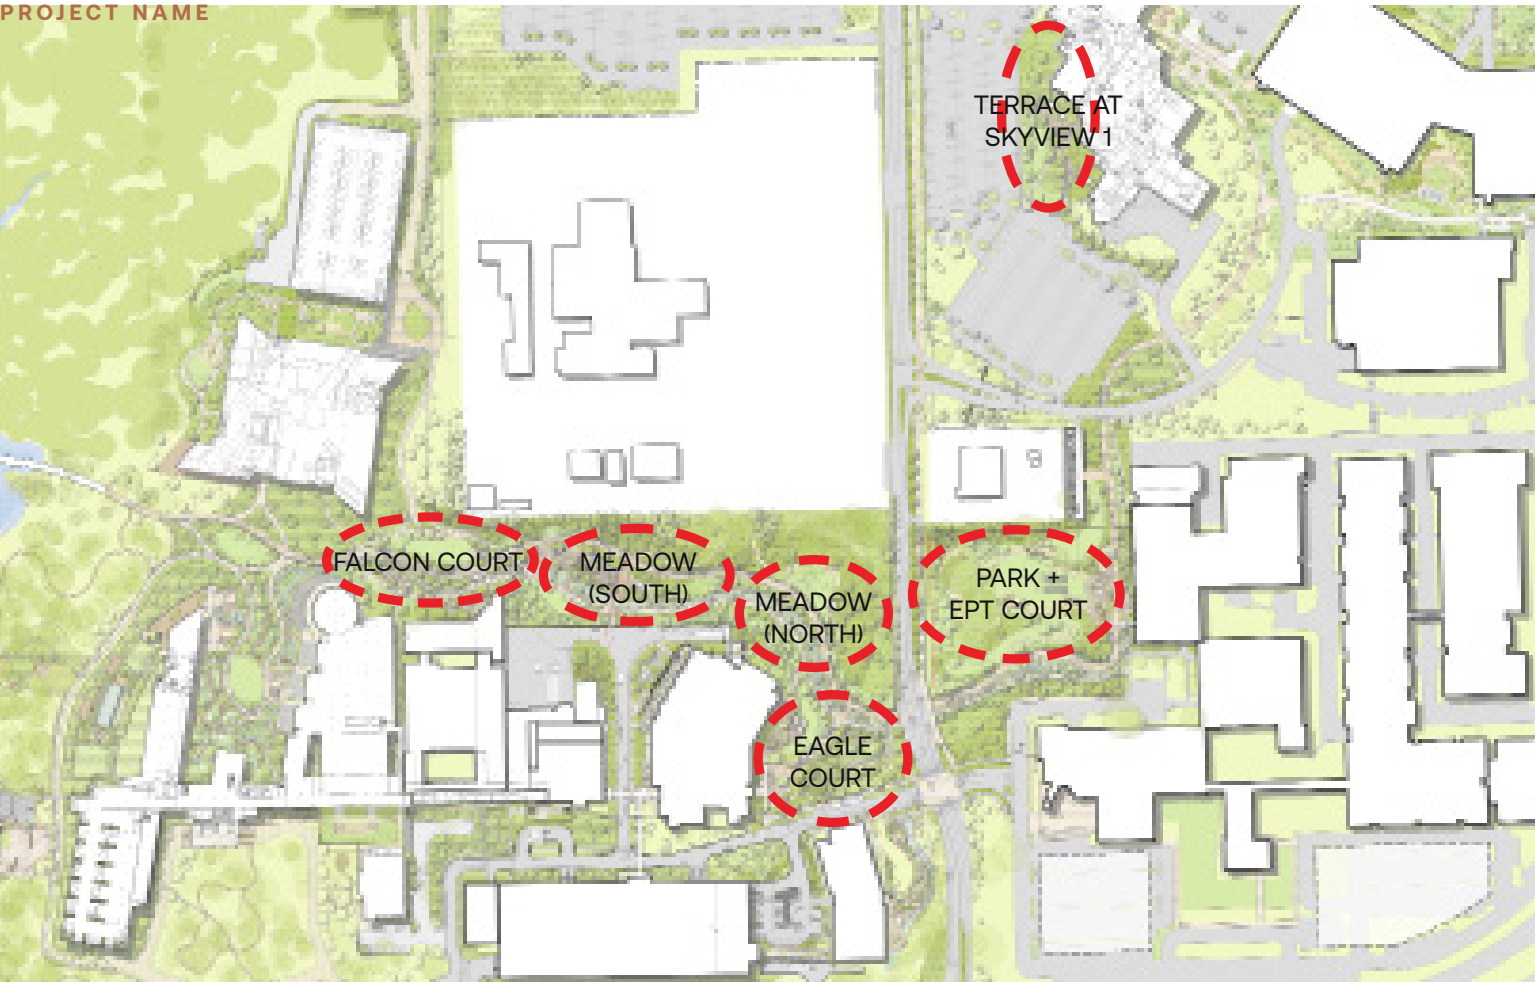 PROJECT NAME
TERRACE AT
SKYVIEW 1
FALCON COURT
MEADOW
(SOUTH)
MEADOW
(NORTH)
PARK +
EPT COURT
EAGLE
COURT